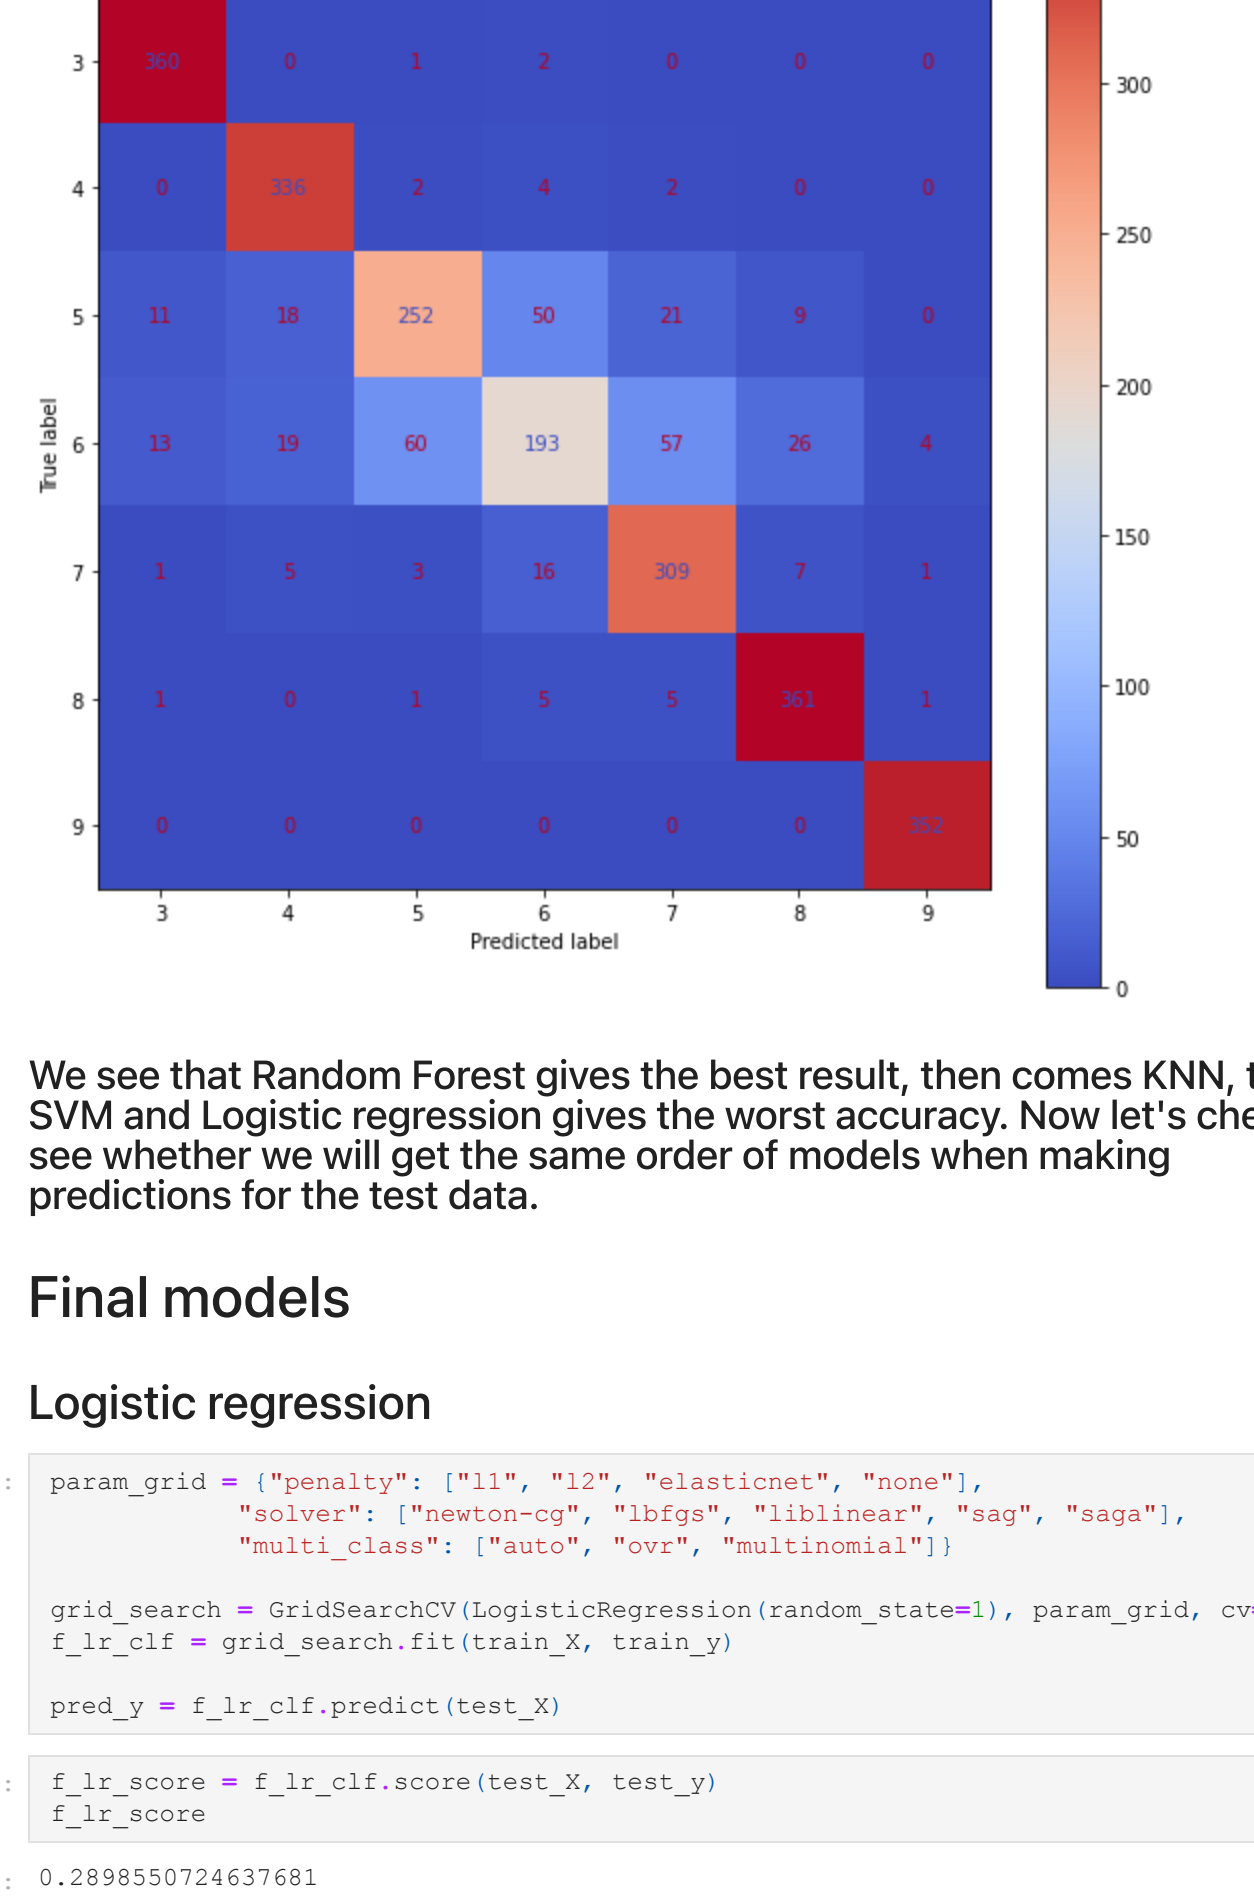 3 360 0 1 2 0 0 0
300
4 0 336 2 4 2 0 0
250
5 11 18 252 50 21 9 0
200
True label
6 13 19 60 193 57 26 4
150
7 1 5 3 16 309 7 1
8 1 0 1 5 5 361 1
100
9 0 0 0 0 0 0 352
50
3 4 5 6 7 8 9
Predicted label
0
We see that Random Forest gives the best result, then comes KNN,
SVM and Logistic regression gives the worst accuracy. Now let's
see whether we will get the same order of models when making
predictions for the test data.
Final models
Logistic regression
: param_grid = {"penalty": ["l1", "l2", "elasticnet", "none"],
"solver": ["newton-cg", "lbfgs", "liblinear", "sag", "saga"],
"multi_class": ["auto", "ovr", "multinomial"]}
grid_search = GridSearchCV(LogisticRegression(random_state=1), param_grid, cv=
f_lr_clf = grid_search.fit(train_X, train_y)
pred_y = f_lr_clf.predict(test_X)
: f_lr_score = f_lr_clf.score(test_X, test_y)
f_lr_score
: 0.2898550724637681